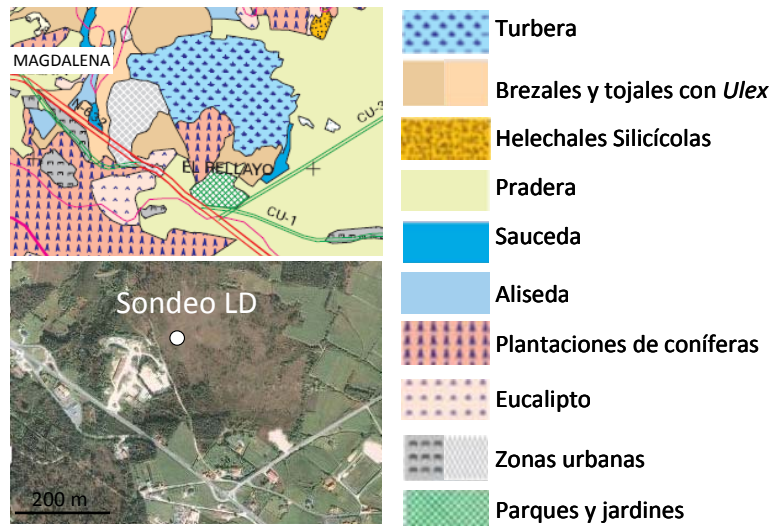 MAGDALENA
N-632
CU-3
EL RELLAYO
CU-1
Sondeo LD
200 m
Turbera
Brezales y tojales con Ulex
Helechales Silicícolas
Pradera
Sauceda
Aliseda
Plantaciones de coníferas
Eucalipto
Zonas urbanas
Parques y jardines